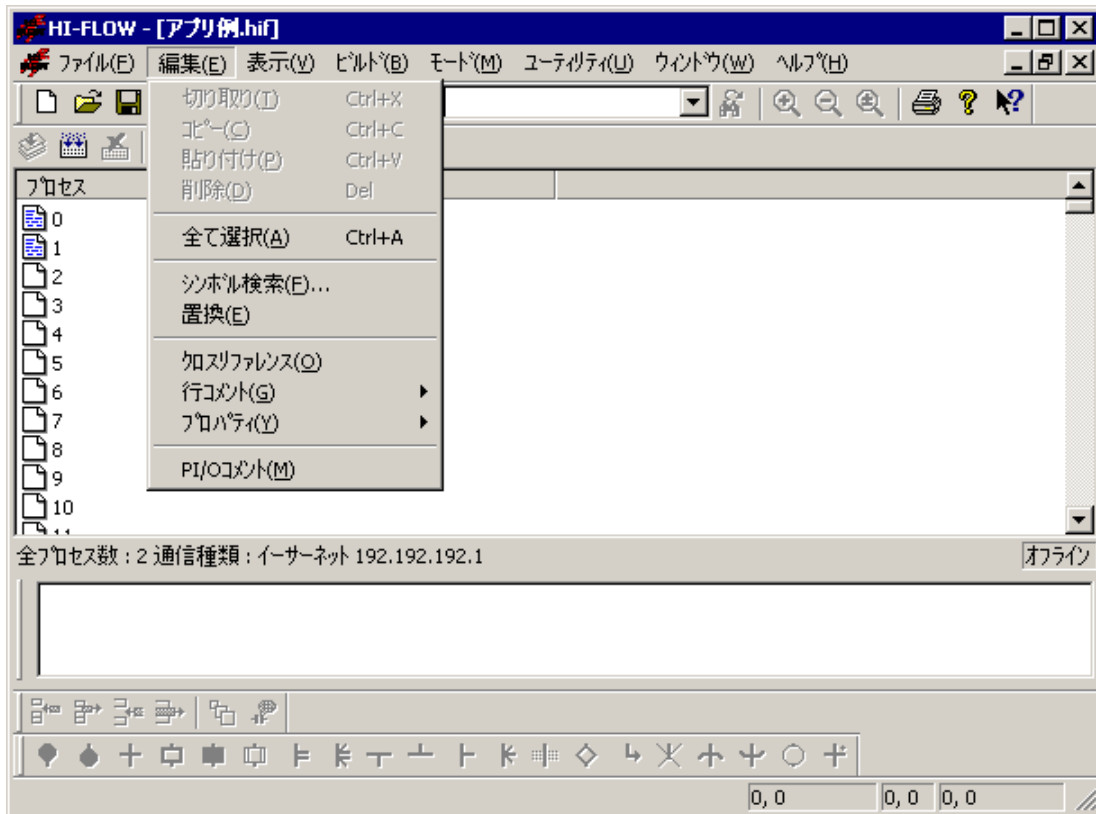 HI-FLOW - [アプリ例.hif]
ﾌｧｲﾙ(F) 編集(E) 表示(V) ﾋﾞﾙﾄﾞ(B) ﾓｰﾄﾞ(M) ﾕｰﾃｨﾘﾃｨ(U) ｳｨﾝﾄﾞｳ(W) ﾍﾙﾌﾟ(H)
切り取り(T) Ctrl+X
ｺﾋﾟｰ(C) Ctrl+C
貼り付け(P) Ctrl+V
削除(D) Del
全て選択(A) Ctrl+A
ｼﾝﾎﾞﾙ検索(F)...
置換(E)
ｸﾛｽﾘﾌｧﾚﾝｽ(O)
行ｺﾒﾝﾄ(G)
ﾌﾟﾛﾊﾟﾃｨ(Y)
PI/Oｺﾒﾝﾄ(M)
ﾌﾟﾛｾｽ
0
1
2
3
4
5
6
7
8
9
10
全ﾌﾟﾛｾｽ数 : 2 通信種類 : イーサーネット 192.192.192.1
ｵﾌﾗｲﾝ
0, 0 0, 0 0, 0